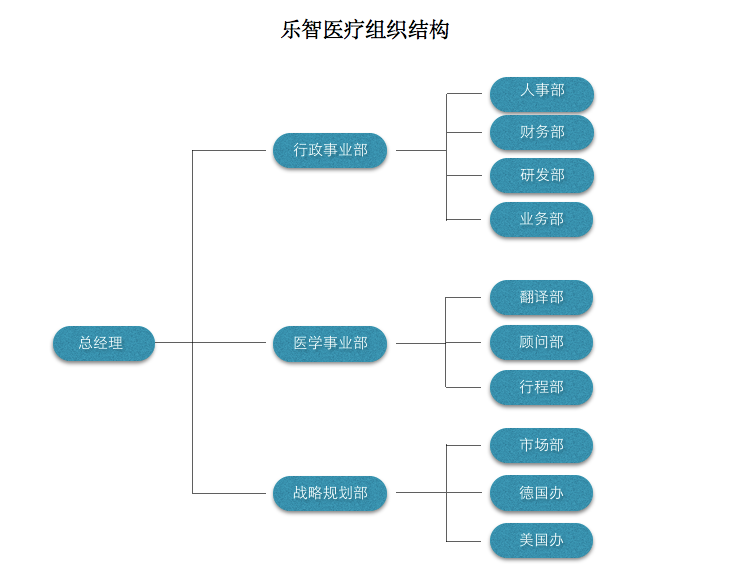 乐智医疗组织结构
总经理
行政事业部
人事部
财务部
研发部
业务部
医学事业部
翻译部
顾问部
行程部
战略规划部
市场部
德国办
美国办